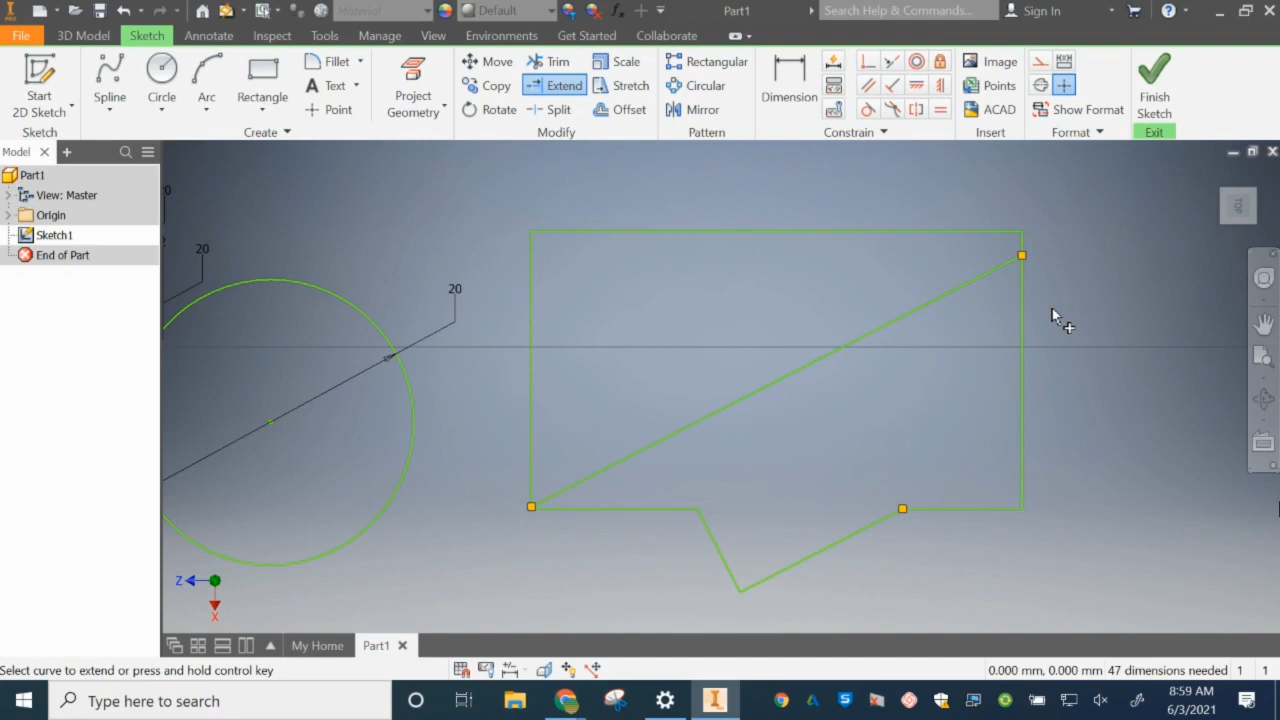 PRO Material Default Part1 Search Help & Commands... Sign In
File 3D Model Sketch Annotate Inspect Tools Manage View Environments Get Started Collaborate
Start 2D Sketch Spline Circle Arc Rectangle Fillet Text Point Project Geometry
Move Trim Scale
Copy Extend Stretch
Rotate Split Offset
Rectangular
Circular
Mirror
Dimension
Image
Points
ACAD
Show Format
Finish Sketch
Sketch Create Modify Pattern Constrain Insert Format Exit
Model
Part1
View: Master
Origin
Sketch1
End of Part
20
20
TOP
Z
X
My Home Part1
Select curve to extend or press and hold control key 0.000 mm, 0.000 mm 47 dimensions needed 1 1
Type here to search
8:59 AM
6/3/2021